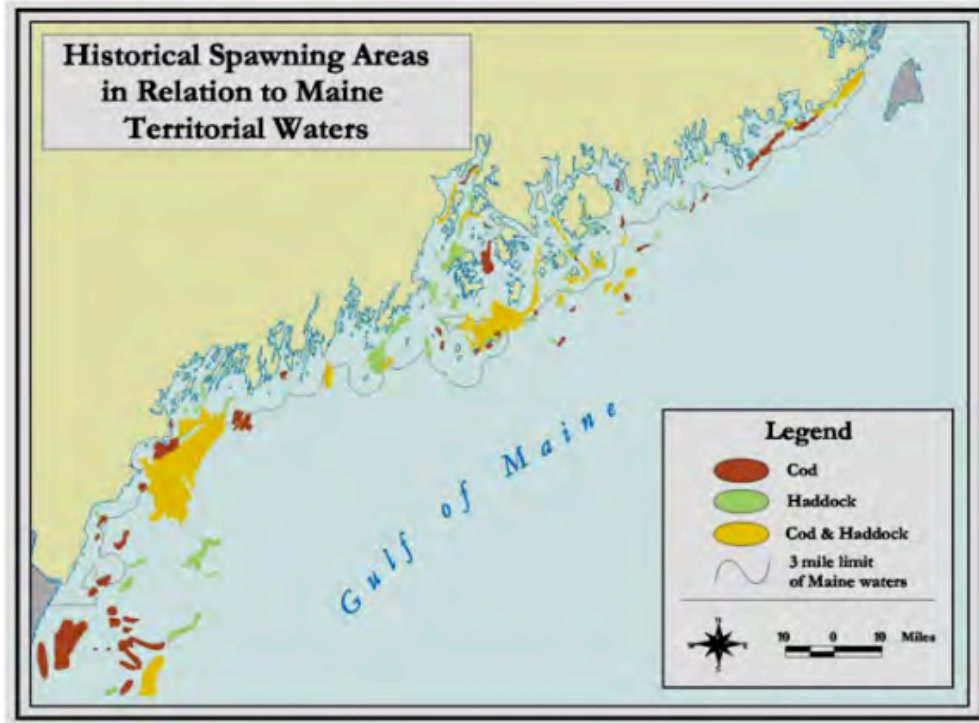 Historical Spawning Areas
in Relation to Maine
Territorial Waters
Gulf of Maine
Legend
Cod
Haddock
Cod & Haddock
3 mile limit
of Maine waters
N
W E
S
10 0 10 Miles